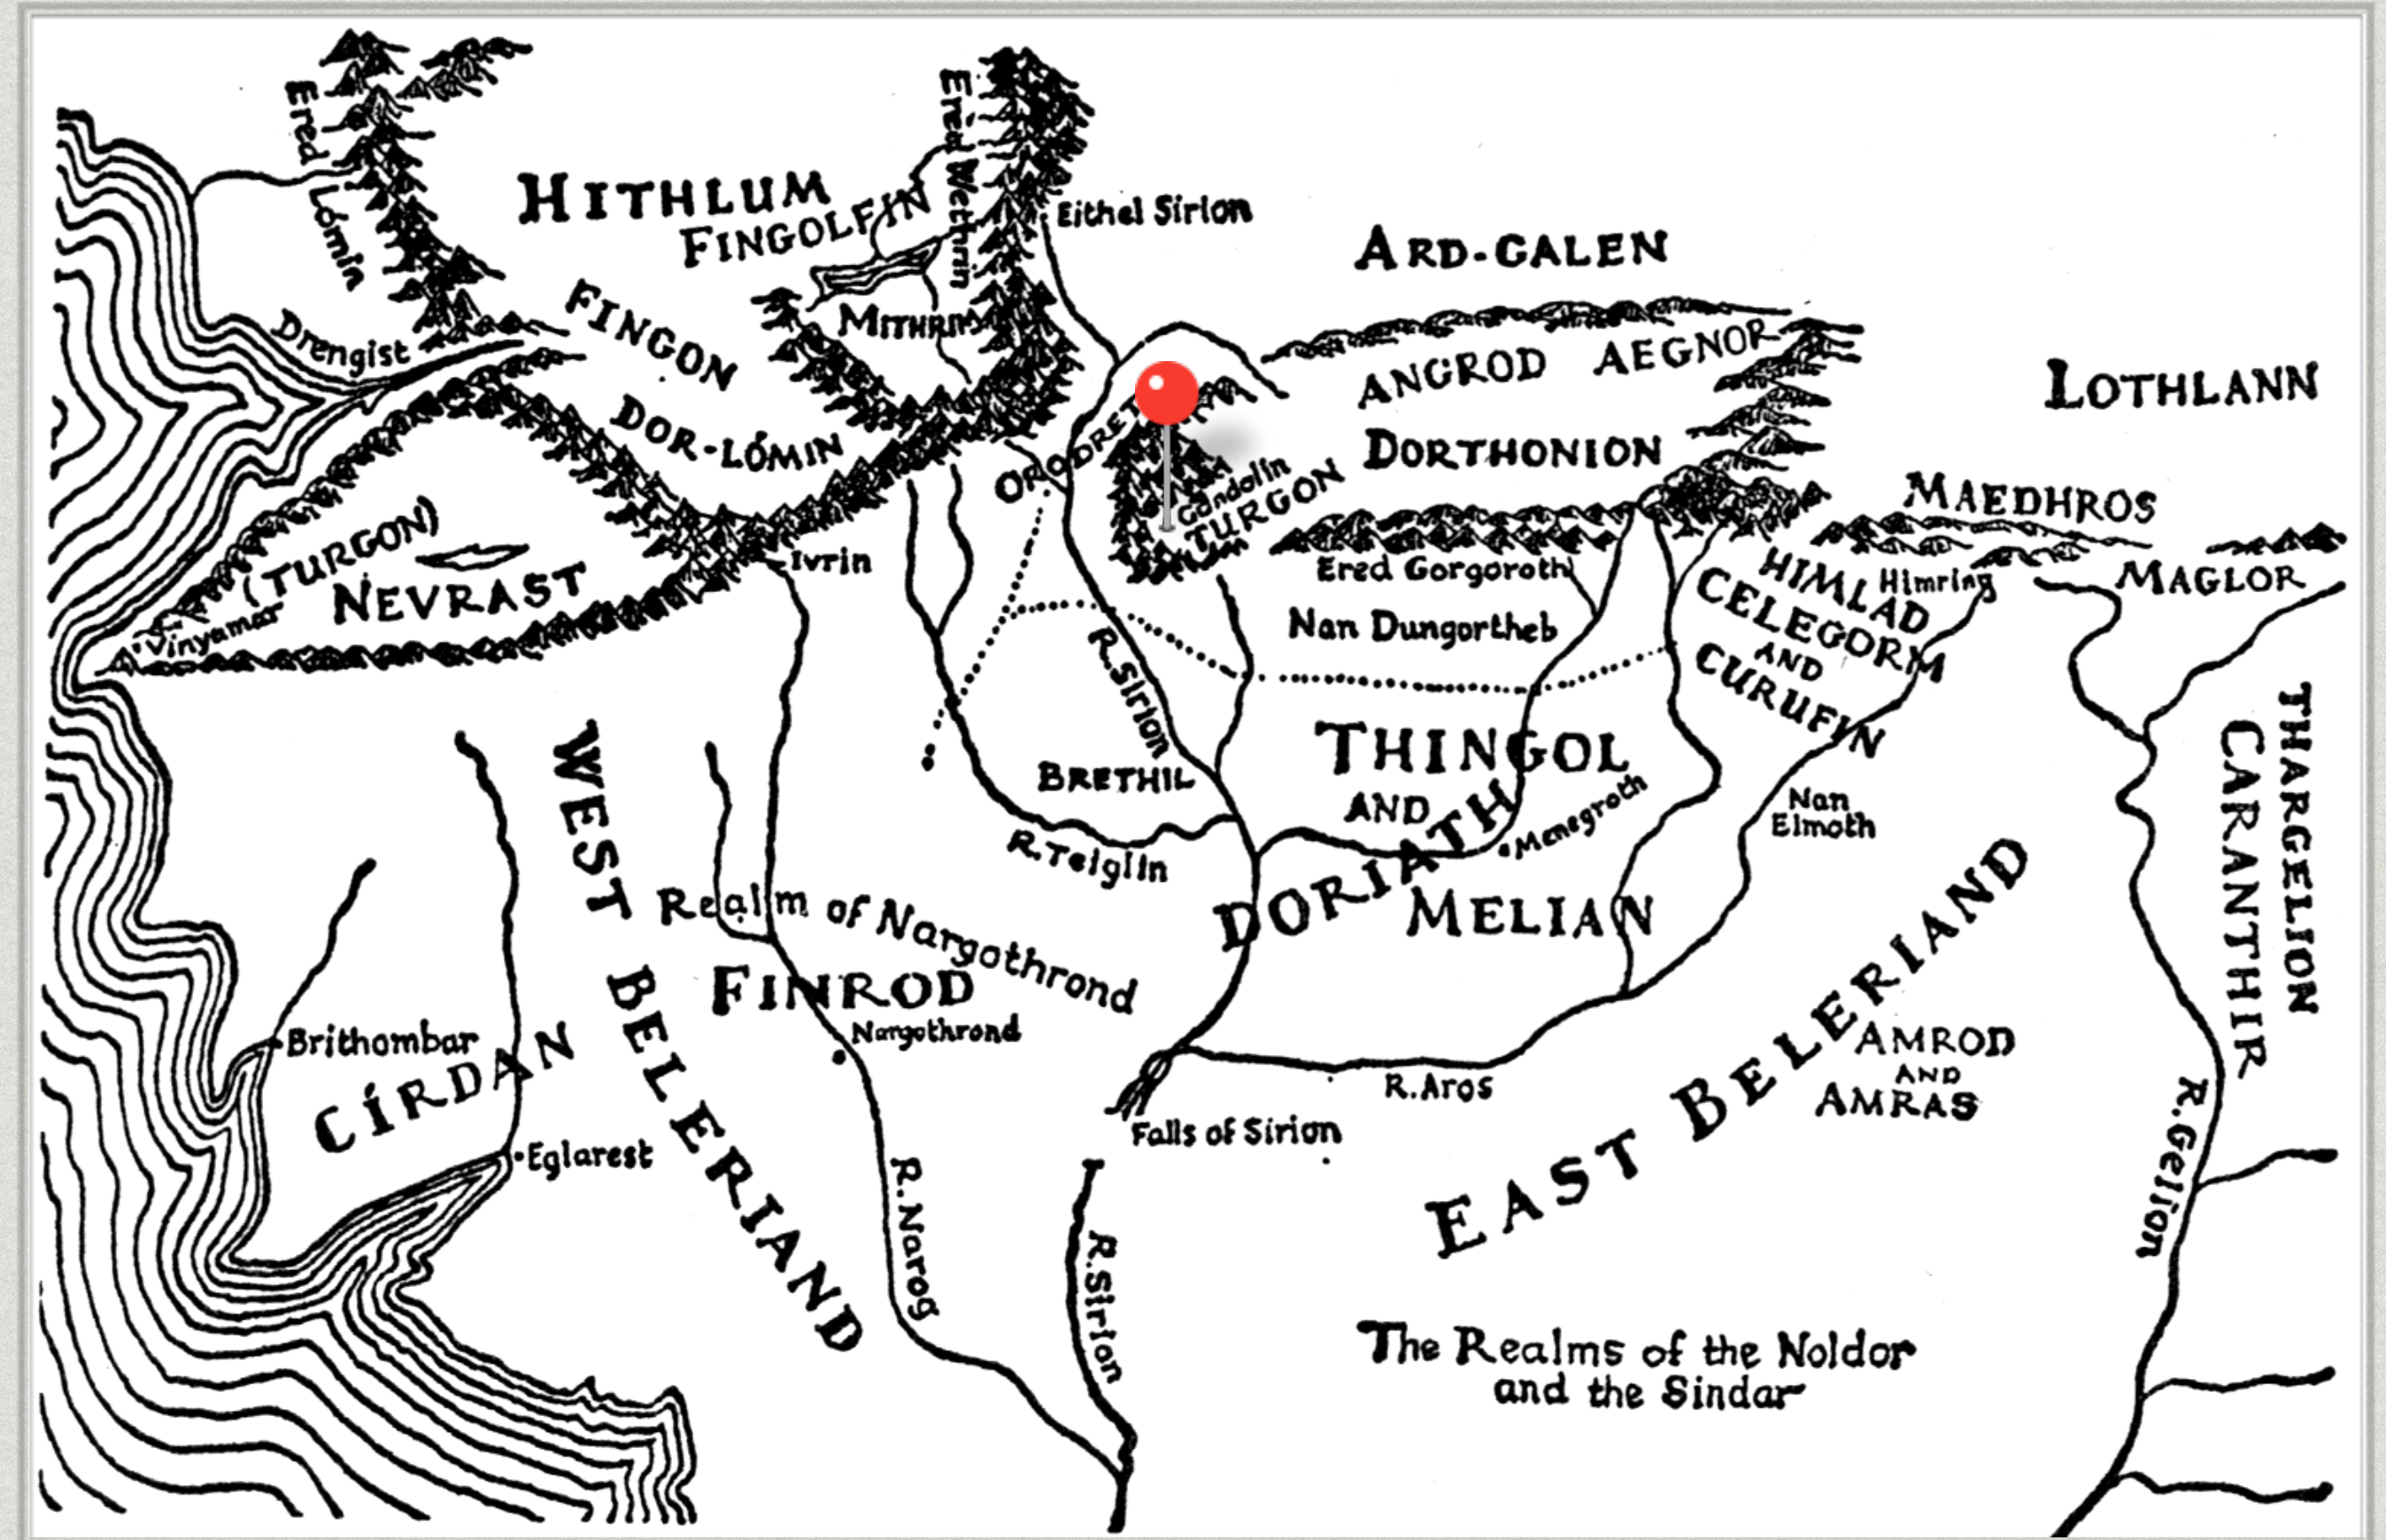 Ered
Lómin
HITHLUM
FINGOLFIN
Ered Wethrin
Eithel Sirion
ARD-GALEN
Drengist
FINGON
MITHRIM
ANGROD
AEGNOR
LOTHLANN
DOR-LÓMIN
ORODRETH
Gondolin
TURGON
DORTHONION
MAEDHROS
(TURGON)
NEVRAST
Vinyamar
Ivrin
Ered Gorgoroth
HIMLAD
Himring
MAGLOR
CELEGORM
AND
CURUFIN
Nan Dungortheb
R. Sirion
THARGELION
CARANTHIR
WEST BELERIAND
BRETHIL
THINGOL
AND
MELIAN
DORIATH
Menegroth
Nan
Elmoth
R. Teiglin
Realm of Nargothrond
FINROD
Nargothrond
Brithombar
CÍRDAN
Eglarest
EAST BELERIAND
AMROD
AND
AMRAS
R. Aros
Falls of Sirion
R. Narog
R. Sirion
R. Gelion
The Realms of the Noldor
and the Sindar